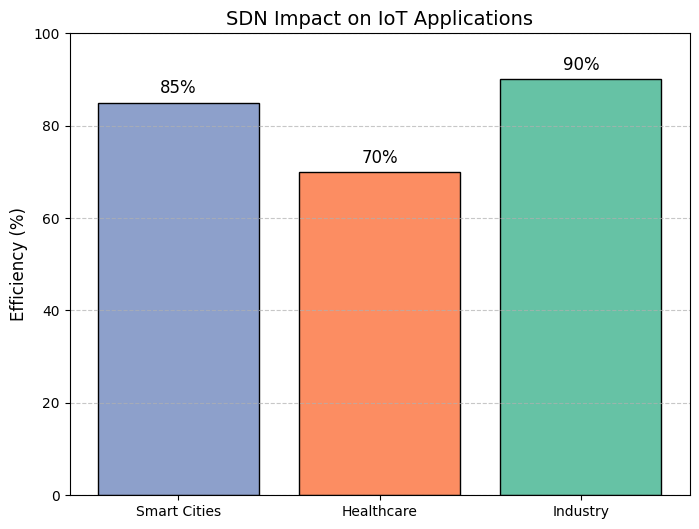 SDN Impact on IoT Applications
100
80
60
40
20
0
Efficiency (%)
85%
70%
90%
Smart Cities
Healthcare
Industry